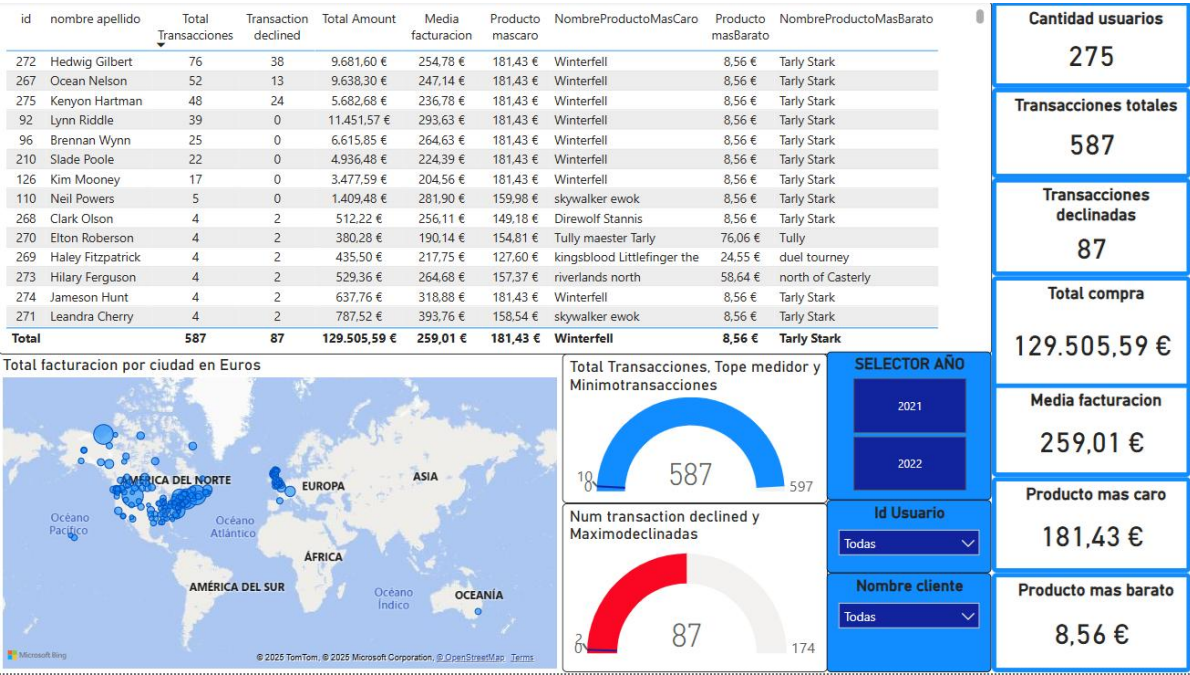 id nombre apellido Total Transacciones Transaction declined Total Amount Media facturacion Producto mascaro NombreProductoMasCaro Producto masBarato NombreProductoMasBarato
272 Hedwig Gilbert 76 38 9.681,60 € 254,78 € 181,43 € Winterfell 8,56 € Tarly Stark
267 Ocean Nelson 52 13 9.638,30 € 247,14 € 181,43 € Winterfell 8,56 € Tarly Stark
275 Kenyon Hartman 48 24 5.682,68 € 236,78 € 181,43 € Winterfell 8,56 € Tarly Stark
92 Lynn Riddle 39 0 11.451,57 € 293,63 € 181,43 € Winterfell 8,56 € Tarly Stark
96 Brennan Wynn 25 0 6.615,85 € 264,63 € 181,43 € Winterfell 8,56 € Tarly Stark
210 Slade Poole 22 0 4.936,48 € 224,39 € 181,43 € Winterfell 8,56 € Tarly Stark
126 Kim Mooney 17 0 3.477,59 € 204,56 € 181,43 € Winterfell 8,56 € Tarly Stark
110 Neil Powers 5 0 1.409,48 € 281,90 € 159,98 € skywalker ewok 8,56 € Tarly Stark
268 Clark Olson 4 2 512,22 € 256,11 € 149,18 € Direwolf Stannis 8,56 € Tarly Stark
270 Elton Roberson 4 2 380,28 € 190,14 € 154,81 € Tully maester Tarly 76,06 € Tully
269 Haley Fitzpatrick 4 2 435,50 € 217,75 € 127,60 € kingsblood Littlefinger the 24,55 € duel tourney
273 Hilary Ferguson 4 2 529,36 € 264,68 € 157,37 € riverlands north 58,64 € north of Casterly
274 Jameson Hunt 4 2 637,76 € 318,88 € 181,43 € Winterfell 8,56 € Tarly Stark
271 Leandra Cherry 4 2 787,52 € 393,76 € 158,54 € skywalker ewok 8,56 € Tarly Stark
Total 587 87 129.505,59 € 259,01 € 181,43 € Winterfell 8,56 € Tarly Stark
Cantidad usuarios
275
Transacciones totales
587
Transacciones
declinadas
87
Total compra
129.505,59 €
Media facturacion
259,01 €
Producto mas caro
181,43 €
Producto mas barato
8,56 €
Total facturacion por ciudad en Euros
AMÉRICA DEL NORTE
EUROPA
ASIA
Océano
Pacífico
Océano
Atlántico
ÁFRICA
AMÉRICA DEL SUR
Océano
Índico
OCEANÍA
Microsoft Bing
© 2025 TomTom, © 2025 Microsoft Corporation, © OpenStreetMap Terms
Total Transacciones, Tope medidor y
Minimotransacciones
10
0
587
597
Num transaction declined y
Maximodeclinadas
2
0
87
174
SELECTOR AÑO
2021
2022
Id Usuario
Todas
Nombre cliente
Todas